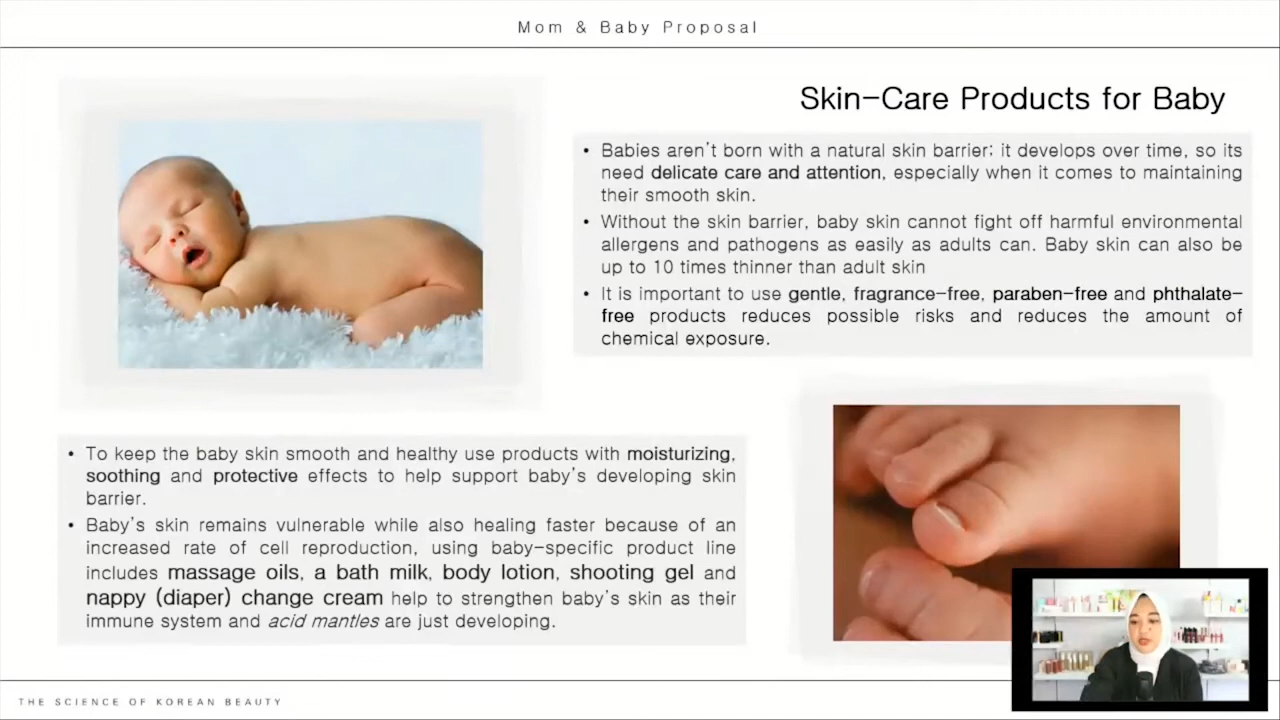 Mom & Baby Proposal
Skin-Care Products for Baby
• Babies aren't born with a natural skin barrier: it develops over time, so its
need delicate care and attention, especially when it comes to maintaining
their smooth skin.
• Without the skin barrier, baby skin cannot fight off harmful environmental
allergens and pathogens as easily as adults can. Baby skin can also be
up to 10 times thinner than adult skin
• It is important to use gentle, fragrance-free, paraben-free and phthalate-
free products reduces possible risks and reduces the amount of
chemical exposure.
• To keep the baby skin smooth and healthy use products with moisturizing,
soothing and protective effects to help support baby's developing skin
barrier.
• Baby's skin remains vulnerable while also healing faster because of an
increased rate of cell reproduction, using baby-specific product line
includes massage oils, a bath milk, body lotion, shooting gel and
nappy (diaper) change cream help to strengthen baby's skin as their
immune system and acid mantles are just developing.
THE SCIENCE OF KOREAN BEAUTY